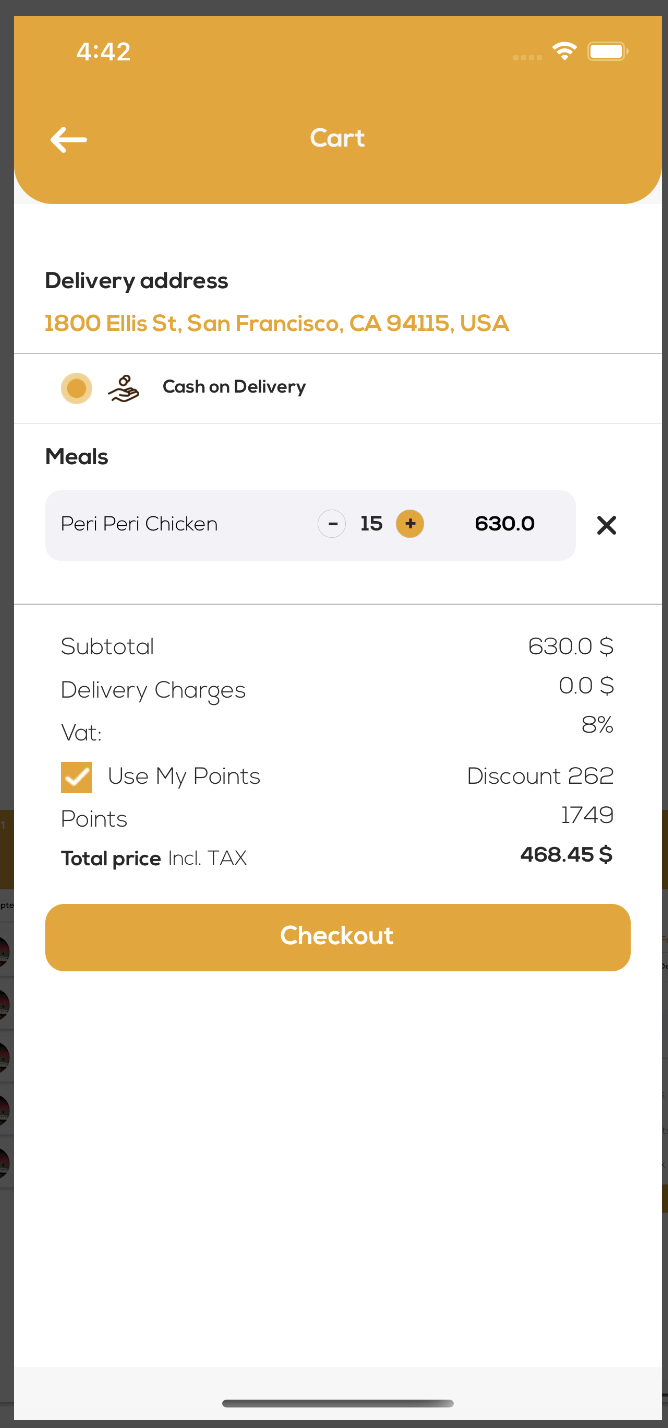 4:42
Cart
Delivery address
1800 Ellis St, San Francisco, CA 94115, USA
Cash on Delivery
Meals
Peri Peri Chicken - 15 + 630.0
Subtotal 630.0 $
Delivery Charges 0.0 $
Vat: 8%
Use My Points Discount 262
Points 1749
Total price Incl. TAX 468.45 $
Checkout